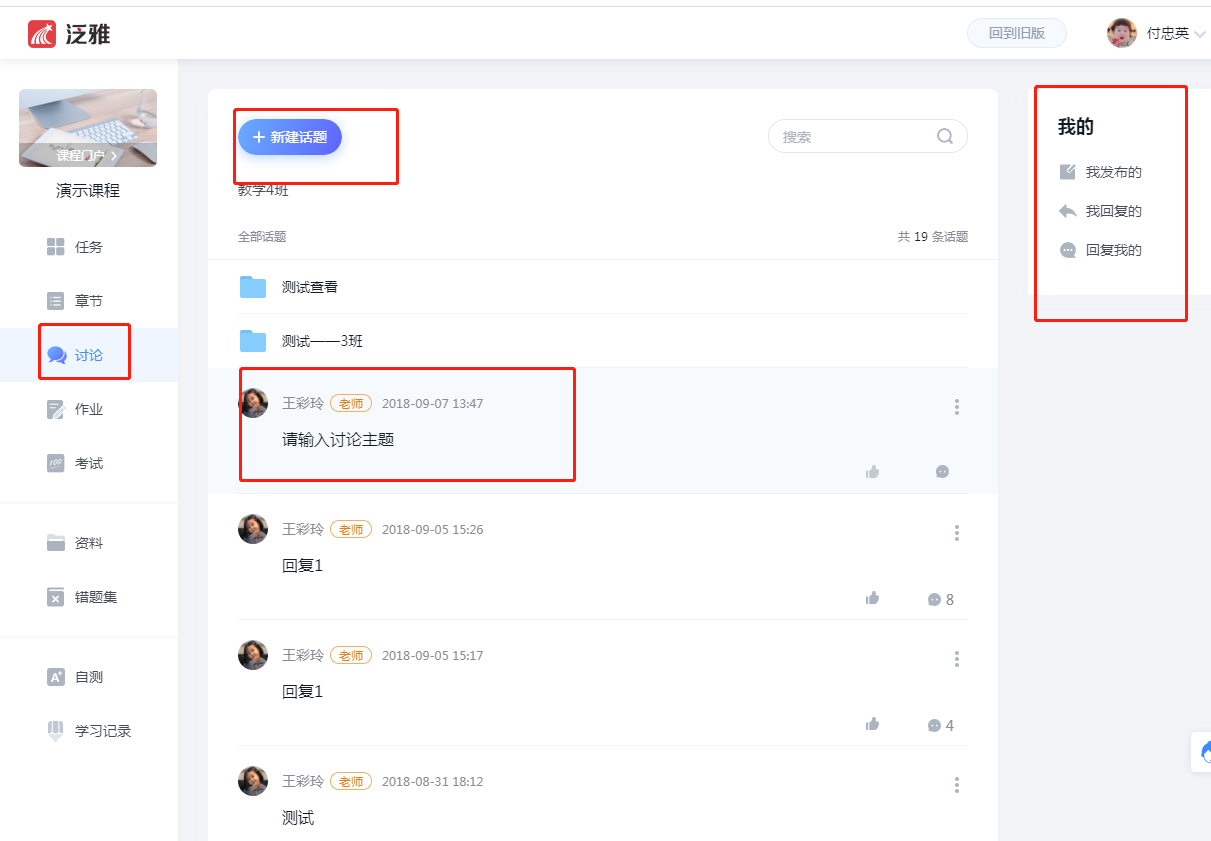 泛雅
回到旧版
付忠英
课程门户
演示课程
任务
章节
讨论
作业
考试
资料
错题集
自测
学习记录
+ 新建话题
搜索
教学4班
全部话题
共 19 条话题
测试查看
测试——3班
王彩玲 老师 2018-09-07 13:47
请输入讨论主题
王彩玲 老师 2018-09-05 15:26
回复1
8
王彩玲 老师 2018-09-05 15:17
回复1
4
王彩玲 老师 2018-08-31 18:12
测试
我的
我发布的
我回复的
回复我的